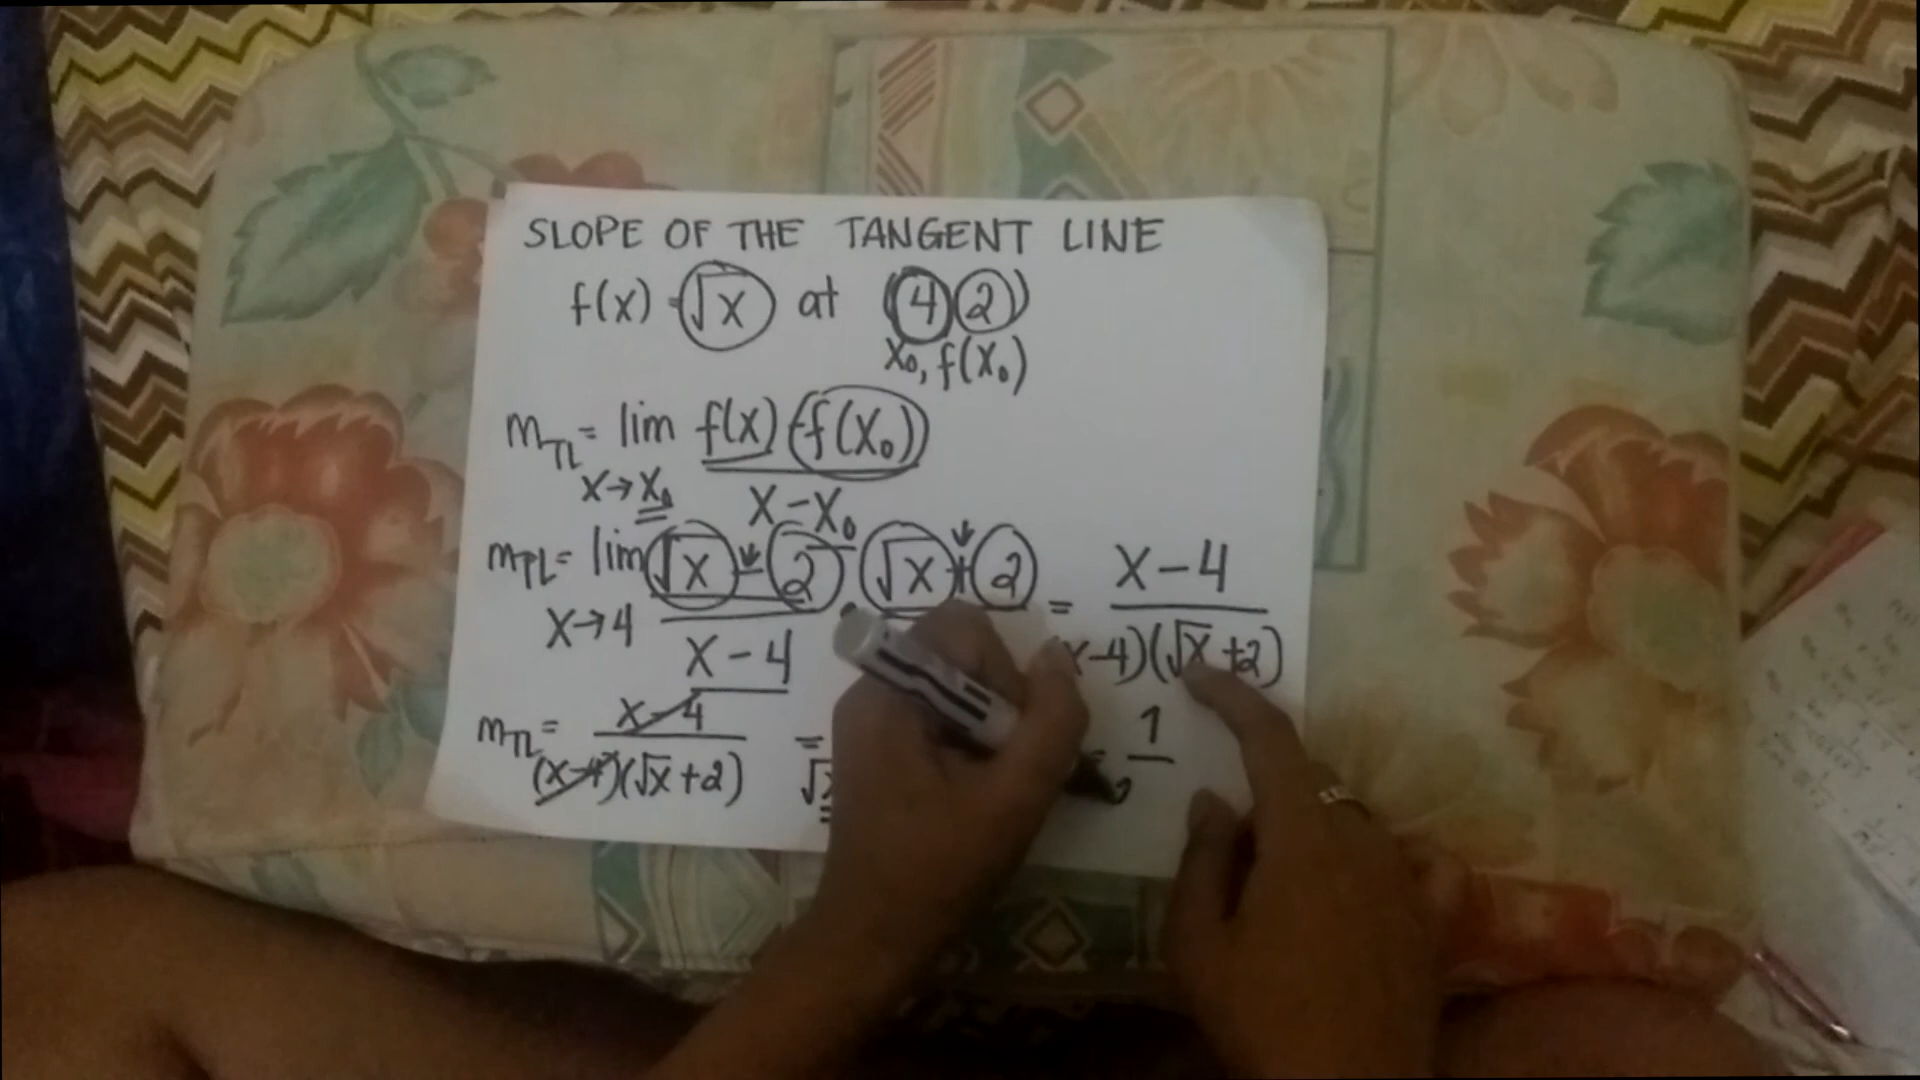 SLOPE OF THE TANGENT LINE
f(x) = √x at (4, 2)
x₀, f(x₀)
m_TL = lim f(x) - f(x₀)
x→x₀ x - x₀
m_TL = lim √x - 2 · √x + 2 = x - 4
x→4 x - 4 x-4)(√x+2)
m_TL = x - 4 = = 1
(x-4)(√x+2) √x